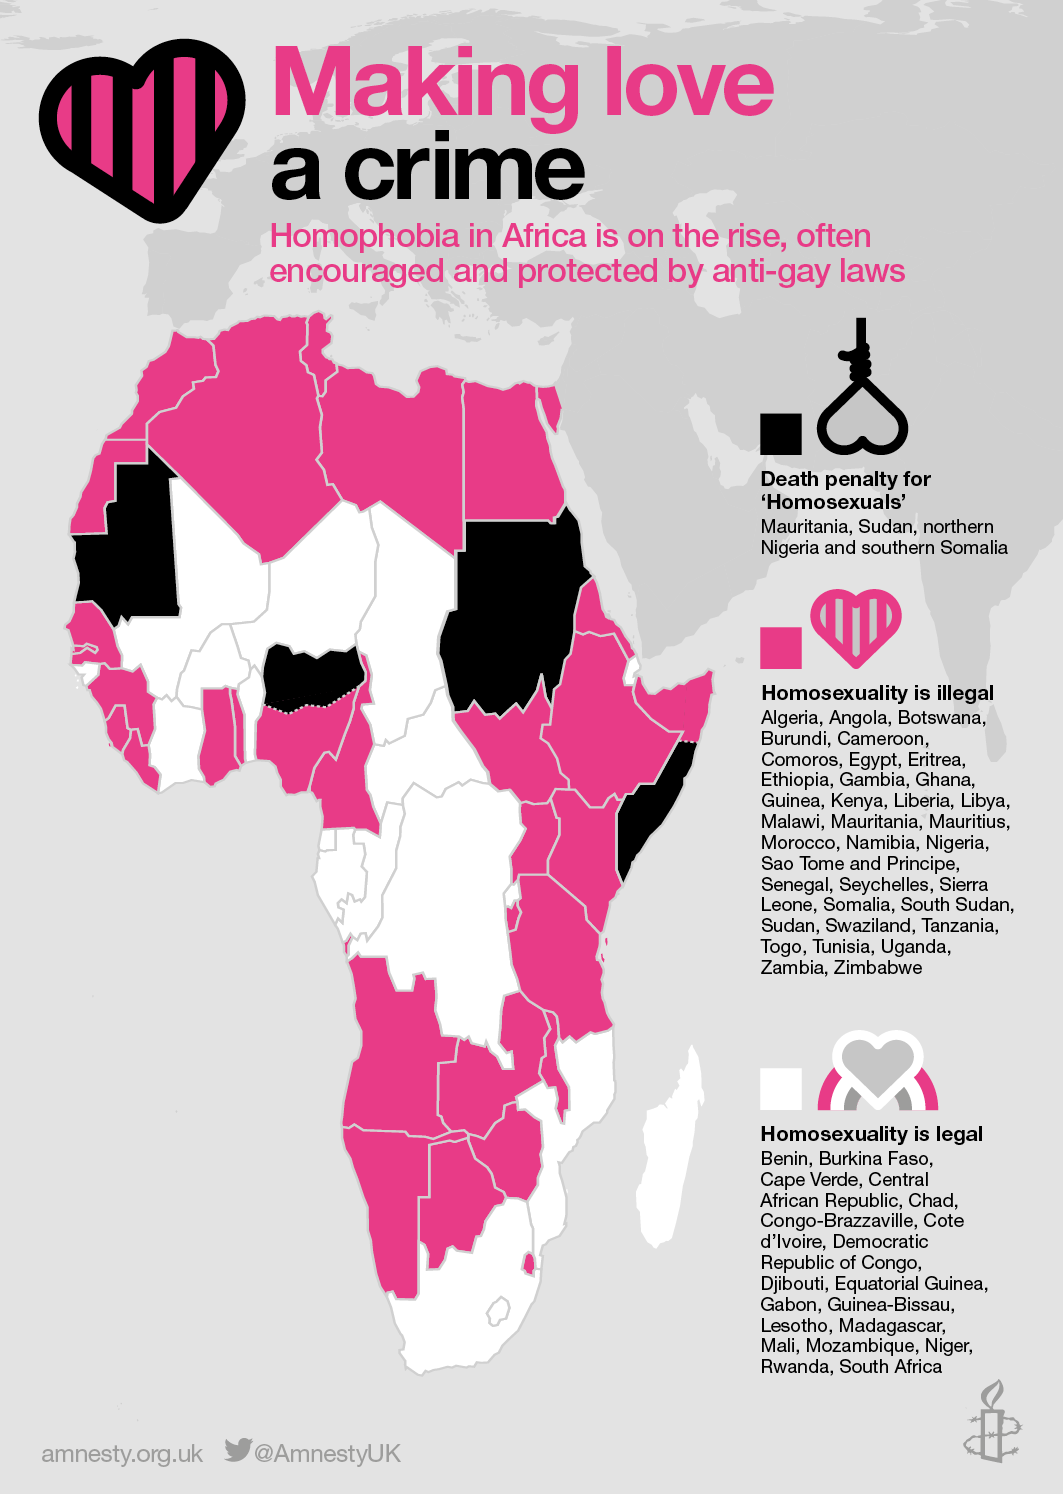 Making love
a crime
Homophobia in Africa is on the rise, often
encouraged and protected by anti-gay laws
Death penalty for
‘Homosexuals’
Mauritania, Sudan, northern
Nigeria and southern Somalia
Homosexuality is illegal
Algeria, Angola, Botswana,
Burundi, Cameroon,
Comoros, Egypt, Eritrea,
Ethiopia, Gambia, Ghana,
Guinea, Kenya, Liberia, Libya,
Malawi, Mauritania, Mauritius,
Morocco, Namibia, Nigeria,
Sao Tome and Principe,
Senegal, Seychelles, Sierra
Leone, Somalia, South Sudan,
Sudan, Swaziland, Tanzania,
Togo, Tunisia, Uganda,
Zambia, Zimbabwe
Homosexuality is legal
Benin, Burkina Faso,
Cape Verde, Central
African Republic, Chad,
Congo-Brazzaville, Cote
d’Ivoire, Democratic
Republic of Congo,
Djibouti, Equatorial Guinea,
Gabon, Guinea-Bissau,
Lesotho, Madagascar,
Mali, Mozambique, Niger,
Rwanda, South Africa
amnesty.org.uk @AmnestyUK